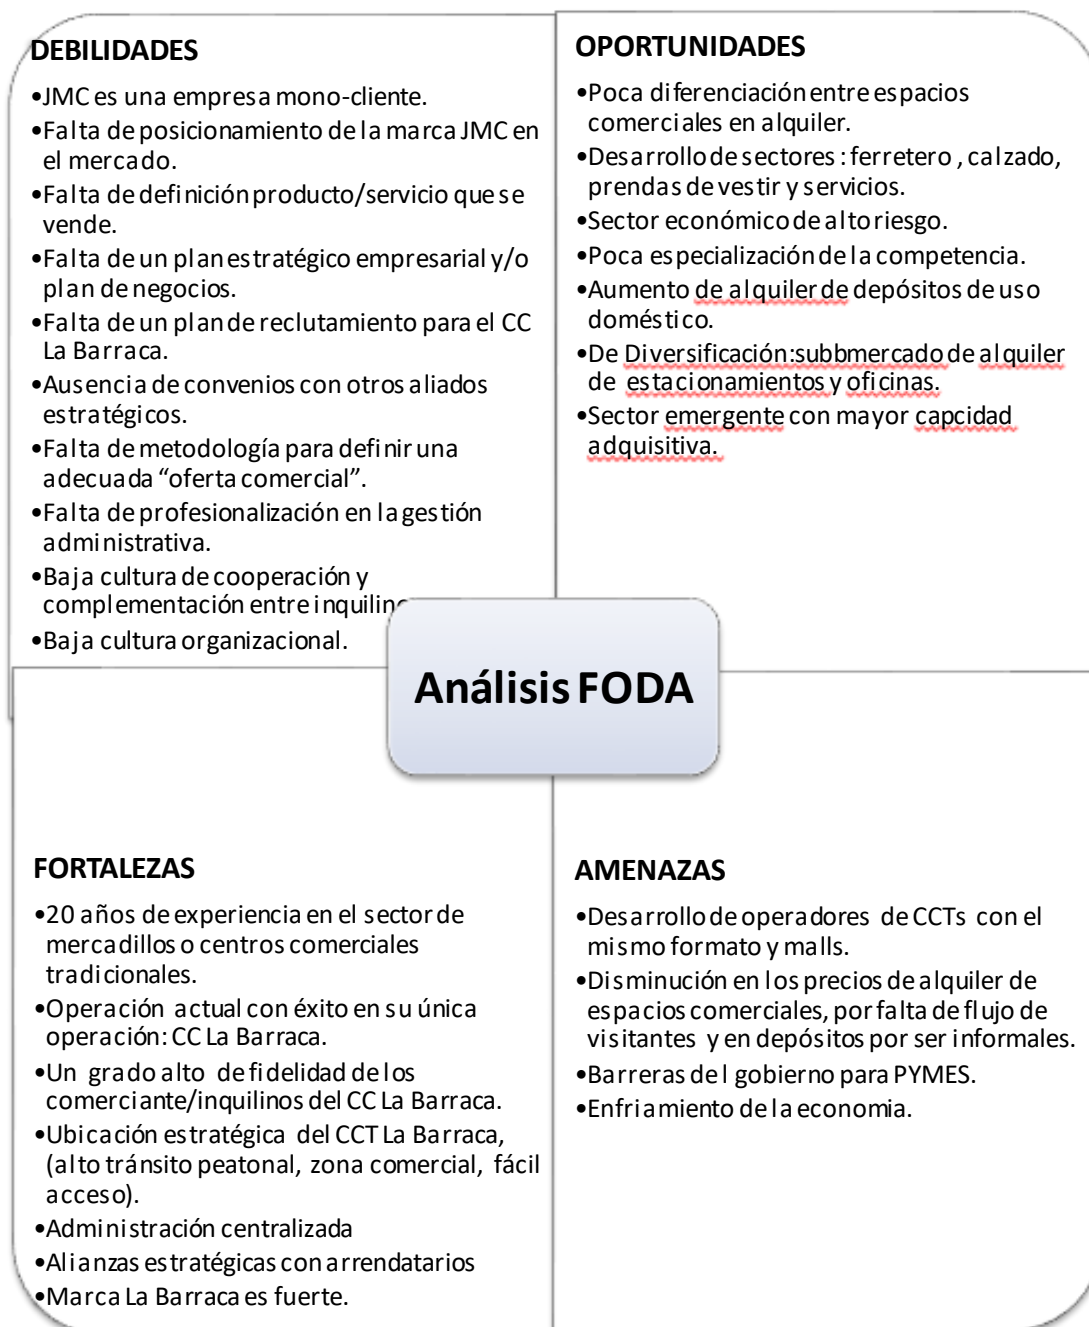 DEBILIDADES
•JMC es una empresa mono-cliente.
•Falta de posicionamiento de la marca JMC en
el mercado.
•Falta de definición producto/servicio que se
vende.
•Falta de un plan estratégico empresarial y/o
plan de negocios.
•Falta de un plan de reclutamiento para el CC
La Barraca.
•Ausencia de convenios con otros aliados
estratégicos.
•Falta de metodología para definir una
adecuada “oferta comercial”.
•Falta de profesionalización en la gestión
administrativa.
•Baja cultura de cooperación y
complementación entre
•Baja cultura organizacional.
OPORTUNIDADES
•Poca diferenciación entre espacios
comerciales en alquiler.
•Desarrollo de sectores : ferretero , calzado,
prendas de vestir y servicios.
•Sector económico de alto riesgo.
•Poca especialización de la competencia.
•Aumento de alquiler de depósitos de uso
doméstico.
•De Diversificación:subbmercado de alquiler
de estacionamientos y oficinas.
•Sector emergente con mayor capcidad
adquisitiva.
Análisis FODA
FORTALEZAS
•20 años de experiencia en el sector de
mercadillos o centros comerciales
tradicionales.
•Operación actual con éxito en su única
operación: CC La Barraca.
•Un grado alto de fidelidad de los
comerciante/inquilinos del CC La Barraca.
•Ubicación estratégica del CCT La Barraca,
(alto tránsito peatonal, zona comercial, fácil
acceso).
•Administración centralizada
•Alianzas estratégicas con arrendatarios
•Marca La Barraca es fuerte.
AMENAZAS
•Desarrollo de operadores de CCTs con el
mismo formato y malls.
•Disminución en los precios de alquiler de
espacios comerciales, por falta de flujo de
visitantes y en depósitos por ser informales.
•Barreras del gobierno para PYMES.
•Enfriamiento de la economia.